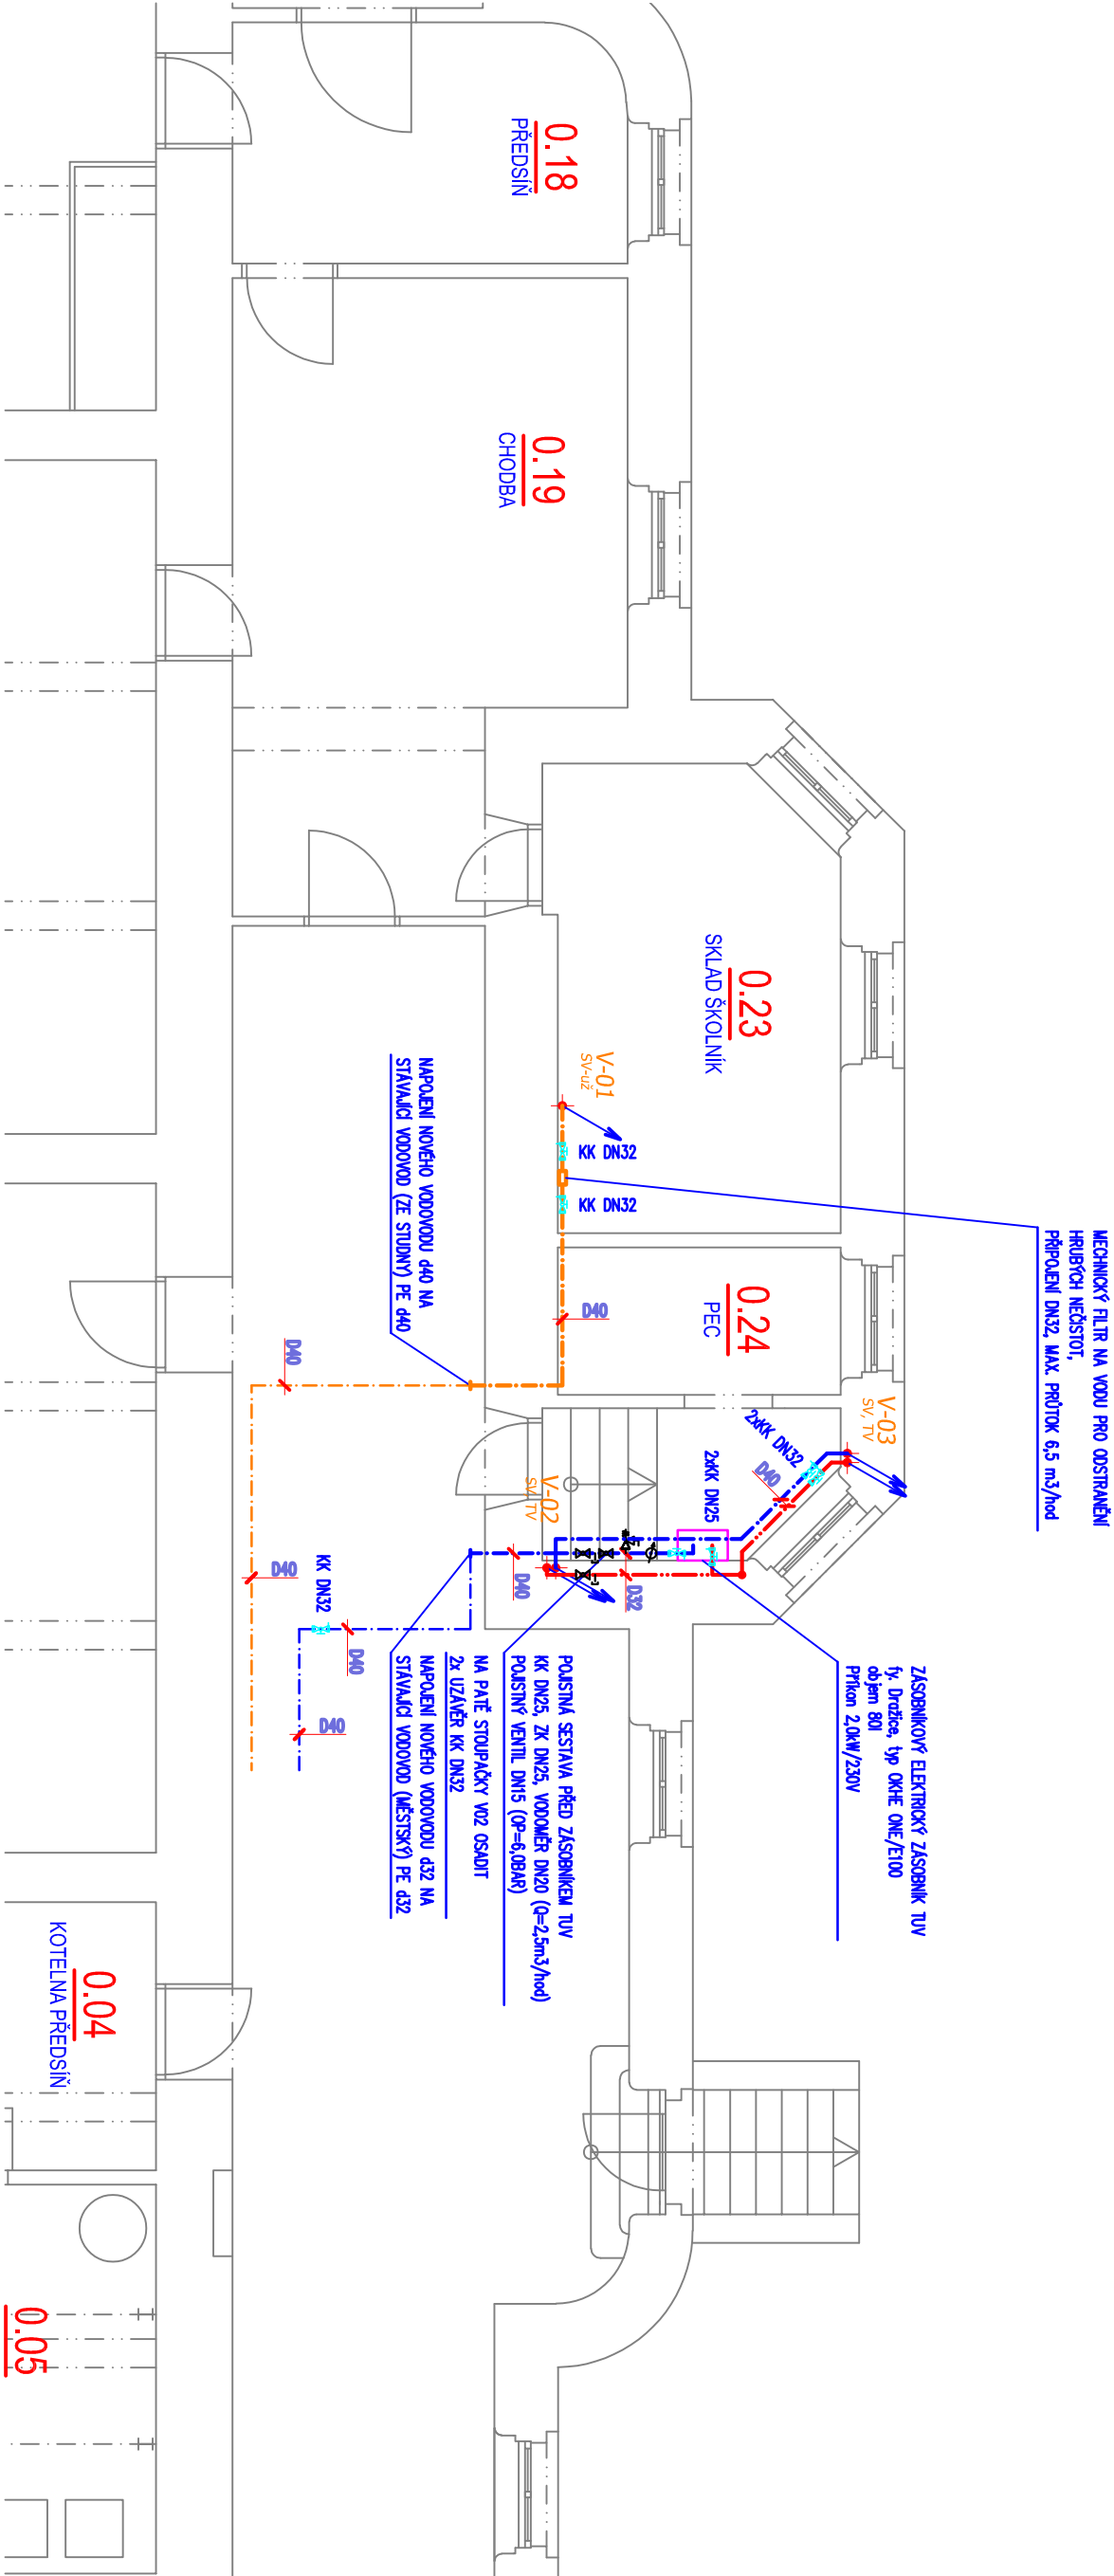 0.18
PŘEDSÍŇ
0.19
CHODBA
0.23
SKLAD ŠKOLNÍK
V-01
SV-už
KK DN32
KK DN32
MECHNICKÝ FILTR NA VODU PRO ODSTRANĚNÍ
HRUBÝCH NEČISTOT,
PŘIPOJENÍ DN32, MAX. PRŮTOK 6,5 m3/hod
NAPOJENÍ NOVÉHO VODOVODU d40 NA
STÁVAJÍCÍ VODOVOD (ZE STUDNY) PE d40
0.24
PEC
D40
D40
V-03
SV, TV
2xKK DN32
D40
2xKK DN25
V-02
SV, TV
D40
D32
D40
KK DN32
D40
D40
ZÁSOBNÍKOVÝ ELEKTRICKÝ ZÁSOBNÍK TUV
fy. Dražice, typ OKHE ONE/E100
objem 80l
Příkon 2,0kW/230V
POJISTNÁ SESTAVA PŘED ZÁSOBNÍKEM TUV
KK DN25, ZK DN25, VODOMĚR DN20 (Q=2,5m3/hod)
POJISTNÝ VENTIL DN15 (OP=6,0BAR)
NA PATĚ STOUPAČKY V02 OSADIT
2x UZÁVĚR KK DN32
NAPOJENÍ NOVÉHO VODOVODU d32 NA
STÁVAJÍCÍ VODOVOD (MĚSTSKÝ) PE d32
0.04
KOTELNA PŘEDSÍŇ
0.05